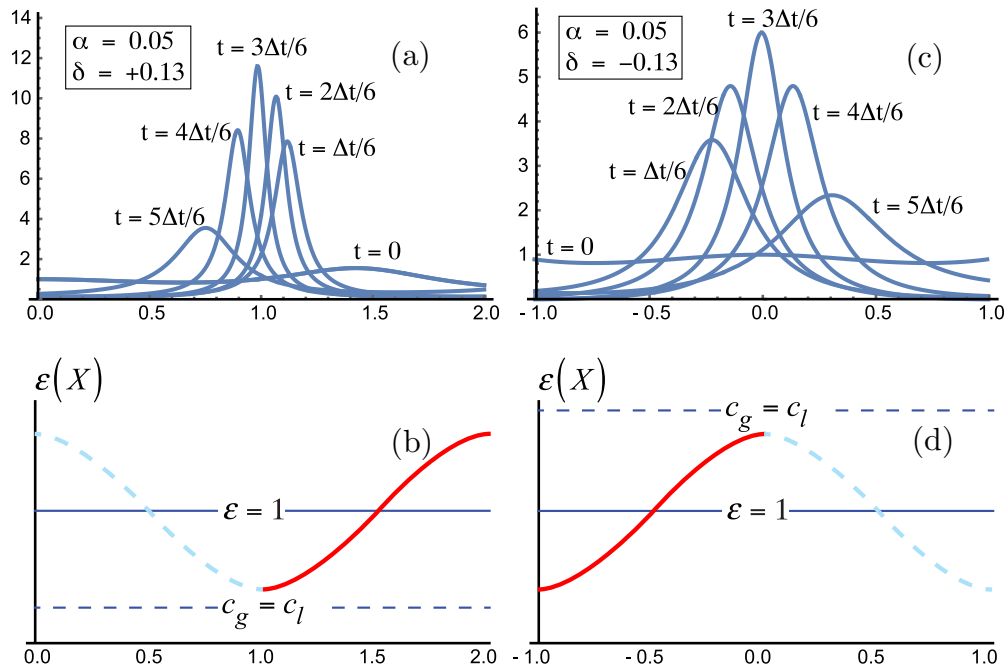 14
12
10
8
6
4
2
α = 0.05
δ = +0.13
(a)
t = 3Δt/6
t = 2Δt/6
t = 4Δt/6
t = Δt/6
t = 5Δt/6
t = 0
0.0 0.5 1.0 1.5 2.0
6
5
4
3
2
1
α = 0.05
δ = −0.13
(c)
t = 3Δt/6
t = 2Δt/6
t = 4Δt/6
t = Δt/6
t = 5Δt/6
t = 0
-1.0 -0.5 0.0 0.5 1.0
ε(X)
(b)
ε = 1
c_g = c_l
0.0 0.5 1.0 1.5 2.0
ε(X)
c_g = c_l
(d)
ε = 1
-1.0 -0.5 0.0 0.5 1.0